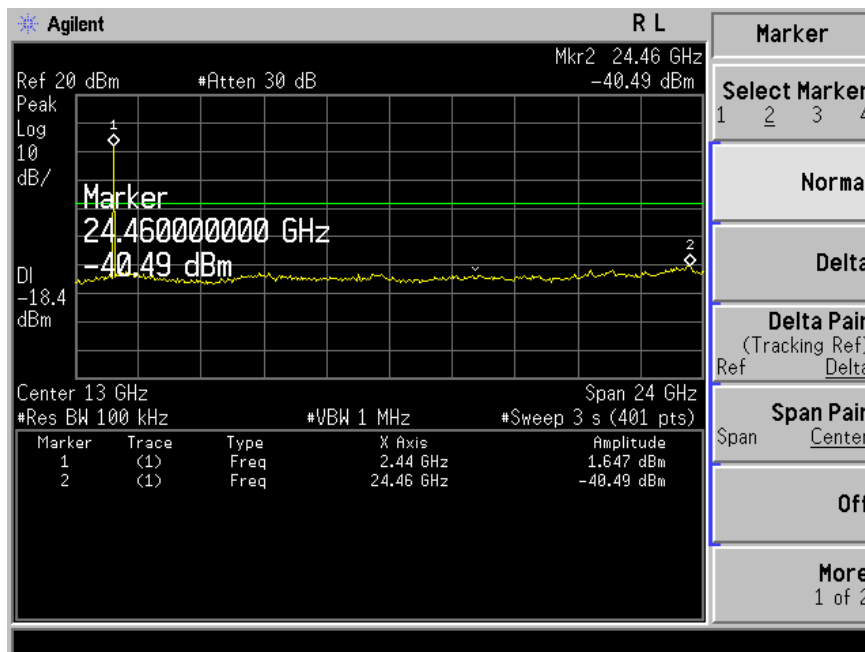 Agilent R L
Mkr2 24.46 GHz
Ref 20 dBm #Atten 30 dB -40.49 dBm
Peak
Log
10
dB/
1
Marker
24.460000000 GHz
-40.49 dBm
2
DI
-18.4
dBm
Center 13 GHz Span 24 GHz
#Res BW 100 kHz #VBW 1 MHz #Sweep 3 s (401 pts)
Marker Trace Type X Axis Amplitude
1 (1) Freq 2.44 GHz 1.647 dBm
2 (1) Freq 24.46 GHz -40.49 dBm
Marker
Select Marker
1 2 3 4
Norma
Delta
Delta Pair
(Tracking Ref)
Ref Delta
Span Pair
Span Center
Off
More
1 of 2